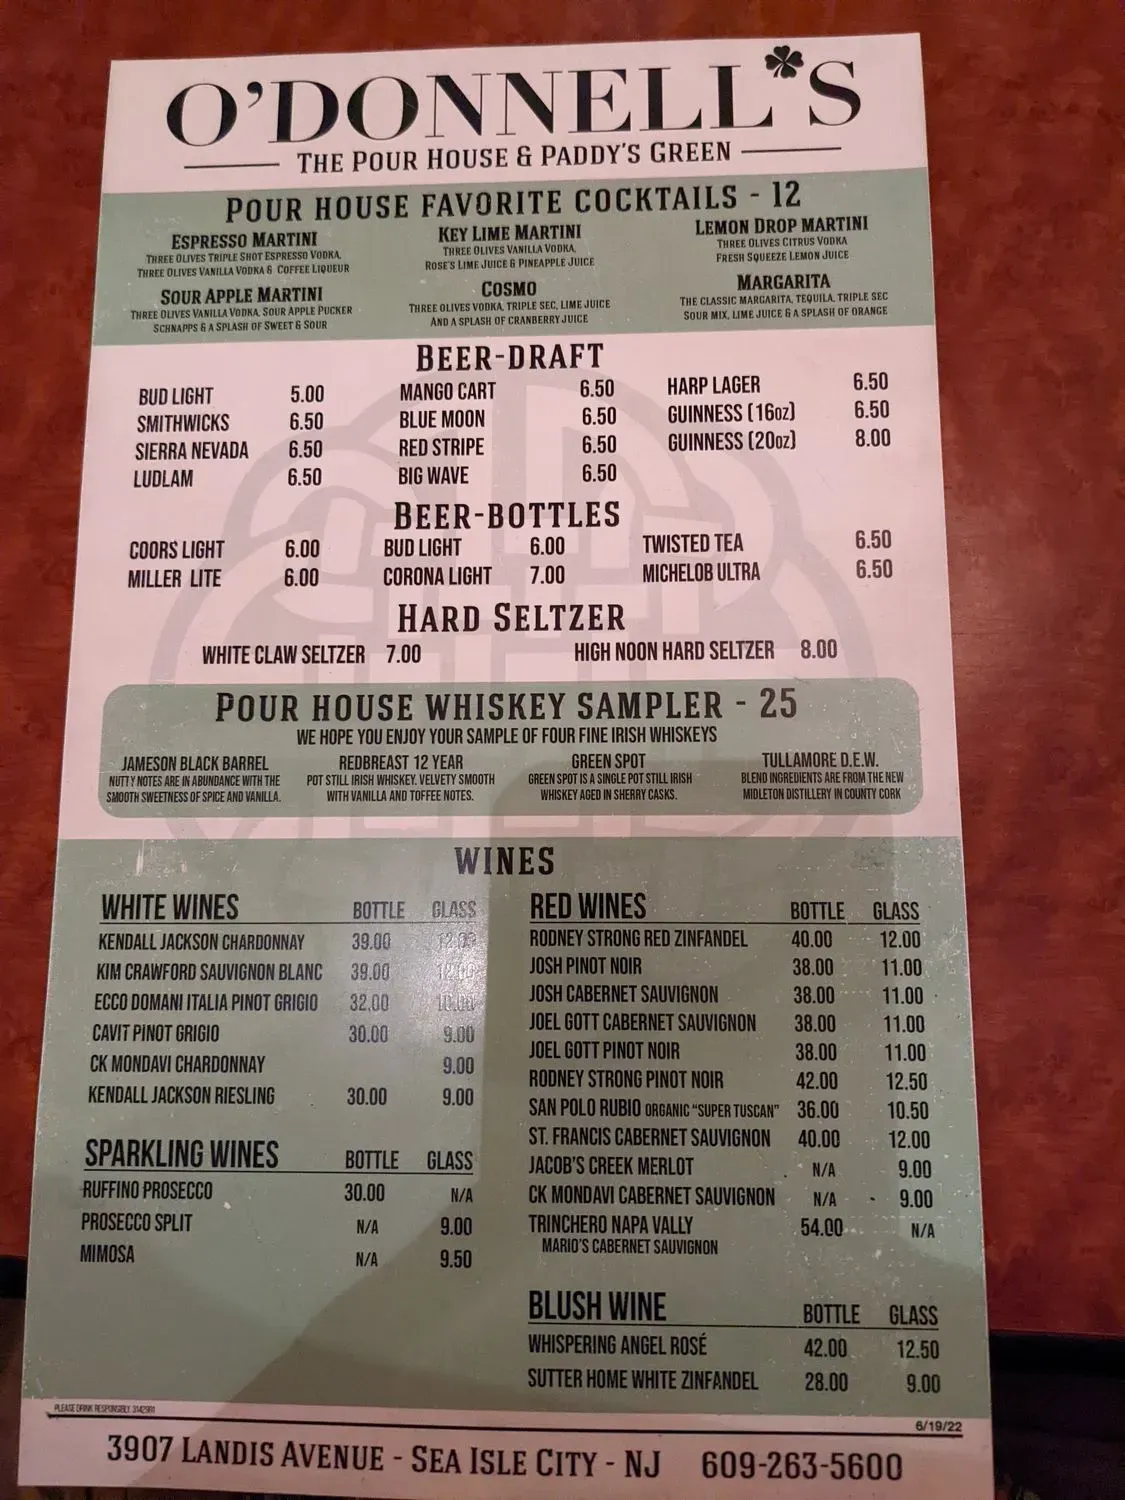 O'DONNELL'S
THE POUR HOUSE & PADDY'S GREEN
POUR HOUSE FAVORITE COCKTAILS - 12
ESPRESSO MARTINI
THREE OLIVES TRIPLE SHOT ESPRESSO VODKA,
THREE OLIVES VANILLA VODKA & COFFEE LIQUEUR
KEY LIME MARTINI
THREE OLIVES VANILLA VODKA,
ROSE'S LIME JUICE & PINEAPPLE JUICE
LEMON DROP MARTINI
THREE OLIVES CITRUS VODKA
FRESH SQUEEZE LEMON JUICE
SOUR APPLE MARTINI
THREE OLIVES VANILLA VODKA, SOUR APPLE PUCKER
SCHNAPPS & A SPLASH OF SWEET & SOUR
COSMO
THREE OLIVES VODKA, TRIPLE SEC, LIME JUICE
AND A SPLASH OF CRANBERRY JUICE
MARGARITA
THE CLASSIC MARGARITA, TEQUILA, TRIPLE SEC
SOUR MIX, LIME JUICE & A SPLASH OF ORANGE
BEER-DRAFT
BUD LIGHT 5.00 MANGO CART 6.50 HARP LAGER 6.50
SMITHWICKS 6.50 BLUE MOON 6.50 GUINNESS (16oz) 6.50
SIERRA NEVADA 6.50 RED STRIPE 6.50 GUINNESS (20oz) 8.00
LUDLAM 6.50 BIG WAVE 6.50
BEER-BOTTLES
COORS LIGHT 6.00 BUD LIGHT 6.00 TWISTED TEA 6.50
MILLER LITE 6.00 CORONA LIGHT 7.00 MICHELOB ULTRA 6.50
HARD SELTZER
WHITE CLAW SELTZER 7.00 HIGH NOON HARD SELTZER 8.00
POUR HOUSE WHISKEY SAMPLER - 25
WE HOPE YOU ENJOY YOUR SAMPLE OF FOUR FINE IRISH WHISKEYS
JAMESON BLACK BARREL
NUTTY NOTES ARE IN ABUNDANCE WITH THE
SMOOTH SWEETNESS OF SPICE AND VANILLA.
REDBREAST 12 YEAR
POT STILL IRISH WHISKEY. VELVETY SMOOTH
WITH VANILLA AND TOFFEE NOTES.
GREEN SPOT
GREEN SPOT IS A SINGLE POT STILL IRISH
WHISKEY AGED IN SHERRY CASKS.
TULLAMORE D.E.W.
BLEND INGREDIENTS ARE FROM THE NEW
MIDLETON DISTILLERY IN COUNTY CORK
WINES
WHITE WINES BOTTLE GLASS
KENDALL JACKSON CHARDONNAY 39.00 12.00
KIM CRAWFORD SAUVIGNON BLANC 39.00
ECCO DOMANI ITALIA PINOT GRIGIO 32.00 10.00
CAVIT PINOT GRIGIO 30.00 9.00
CK MONDAVI CHARDONNAY 9.00
KENDALL JACKSON RIESLING 30.00 9.00
SPARKLING WINES BOTTLE GLASS
RUFFINO PROSECCO 30.00 N/A
PROSECCO SPLIT N/A 9.00
MIMOSA N/A 9.50
RED WINES BOTTLE GLASS
RODNEY STRONG RED ZINFANDEL 40.00 12.00
JOSH PINOT NOIR 38.00 11.00
JOSH CABERNET SAUVIGNON 38.00 11.00
JOEL GOTT CABERNET SAUVIGNON 38.00 11.00
JOEL GOTT PINOT NOIR 38.00 11.00
RODNEY STRONG PINOT NOIR 42.00 12.50
SAN POLO RUBIO ORGANIC "SUPER TUSCAN" 36.00 10.50
ST. FRANCIS CABERNET SAUVIGNON 40.00 12.00
JACOB'S CREEK MERLOT N/A 9.00
CK MONDAVI CABERNET SAUVIGNON N/A 9.00
TRINCHERO NAPA VALLY 54.00 N/A
MARIO'S CABERNET SAUVIGNON
BLUSH WINE BOTTLE GLASS
WHISPERING ANGEL ROSÉ 42.00 12.50
SUTTER HOME WHITE ZINFANDEL 28.00 9.00
PLEASE DRINK RESPONSIBLY.
6/19/22
3907 LANDIS AVENUE - SEA ISLE CITY - NJ 609-263-5600